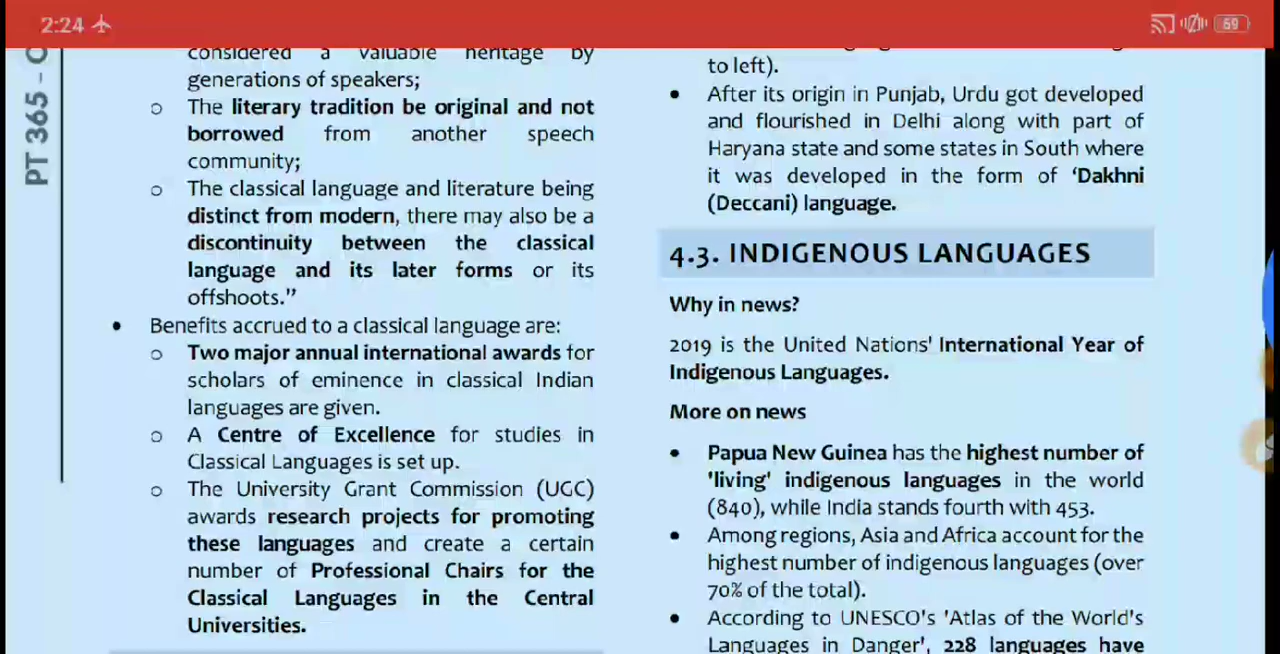 2:24
69
PT 365 - C
considered a valuable heritage by
generations of speakers;
o The literary tradition be original and not
borrowed from another speech
community;
o The classical language and literature being
distinct from modern, there may also be a
discontinuity between the classical
language and its later forms or its
offshoots.”
• Benefits accrued to a classical language are:
o Two major annual international awards for
scholars of eminence in classical Indian
languages are given.
o A Centre of Excellence for studies in
Classical Languages is set up.
o The University Grant Commission (UGC)
awards research projects for promoting
these languages and create a certain
number of Professional Chairs for the
Classical Languages in the Central
Universities.
to left).
• After its origin in Punjab, Urdu got developed
and flourished in Delhi along with part of
Haryana state and some states in South where
it was developed in the form of ‘Dakhni
(Deccani) language.
4.3. INDIGENOUS LANGUAGES
Why in news?
2019 is the United Nations' International Year of
Indigenous Languages.
More on news
• Papua New Guinea has the highest number of
'living' indigenous languages in the world
(840), while India stands fourth with 453.
• Among regions, Asia and Africa account for the
highest number of indigenous languages (over
70% of the total).
• According to UNESCO's 'Atlas of the World's
Languages in Danger', 228 languages have